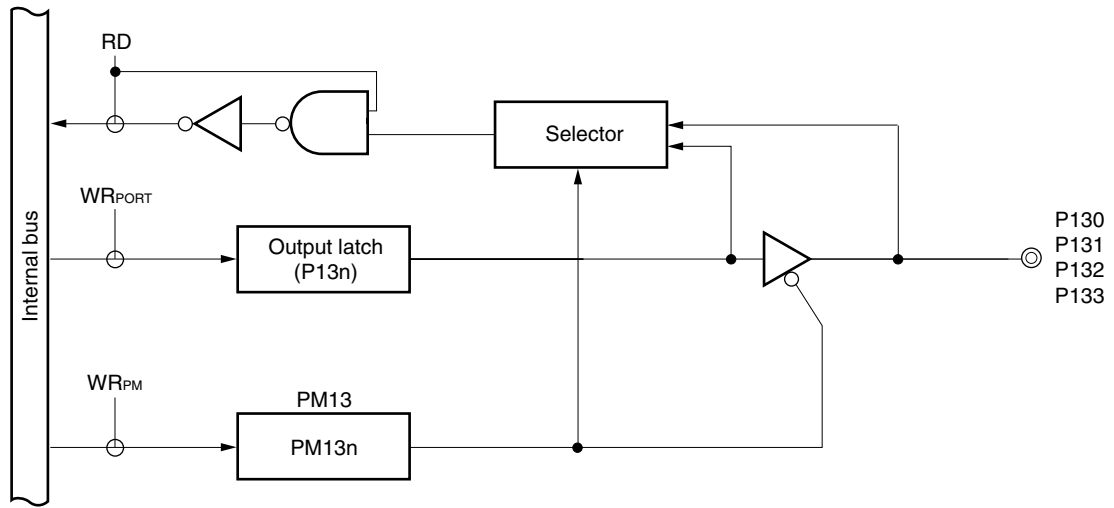 RD
Selector
WRPORT
Internal bus
Output latch
(P13n)
P130
P131
P132
P133
WRPM
PM13
PM13n